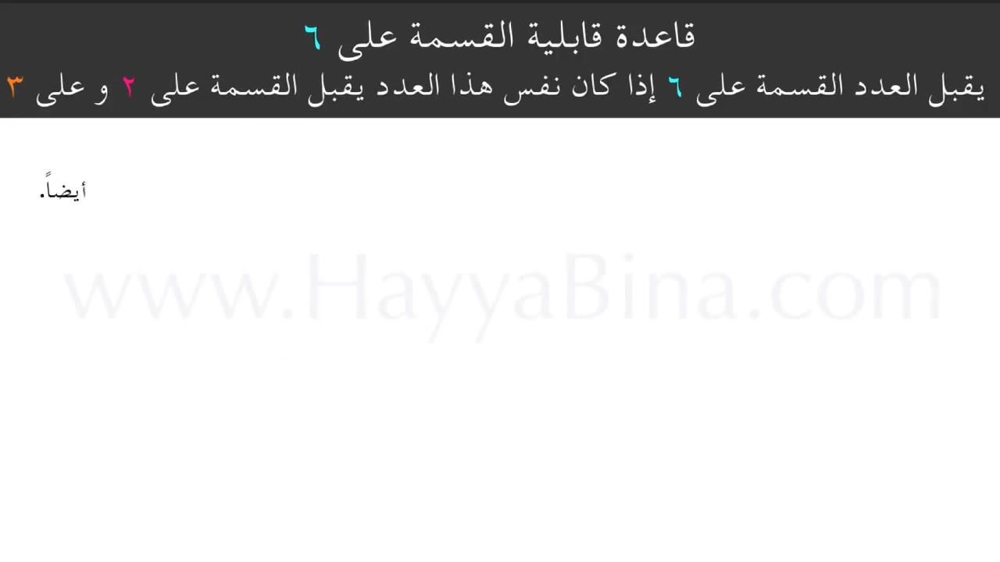 قاعدة قابلية القسمة على ٦
يقبل العدد القسمة على ٦ إذا كان نفس هذا العدد يقبل القسمة على ٢ و على ٣
أيضاً.
www.HayyaBina.com